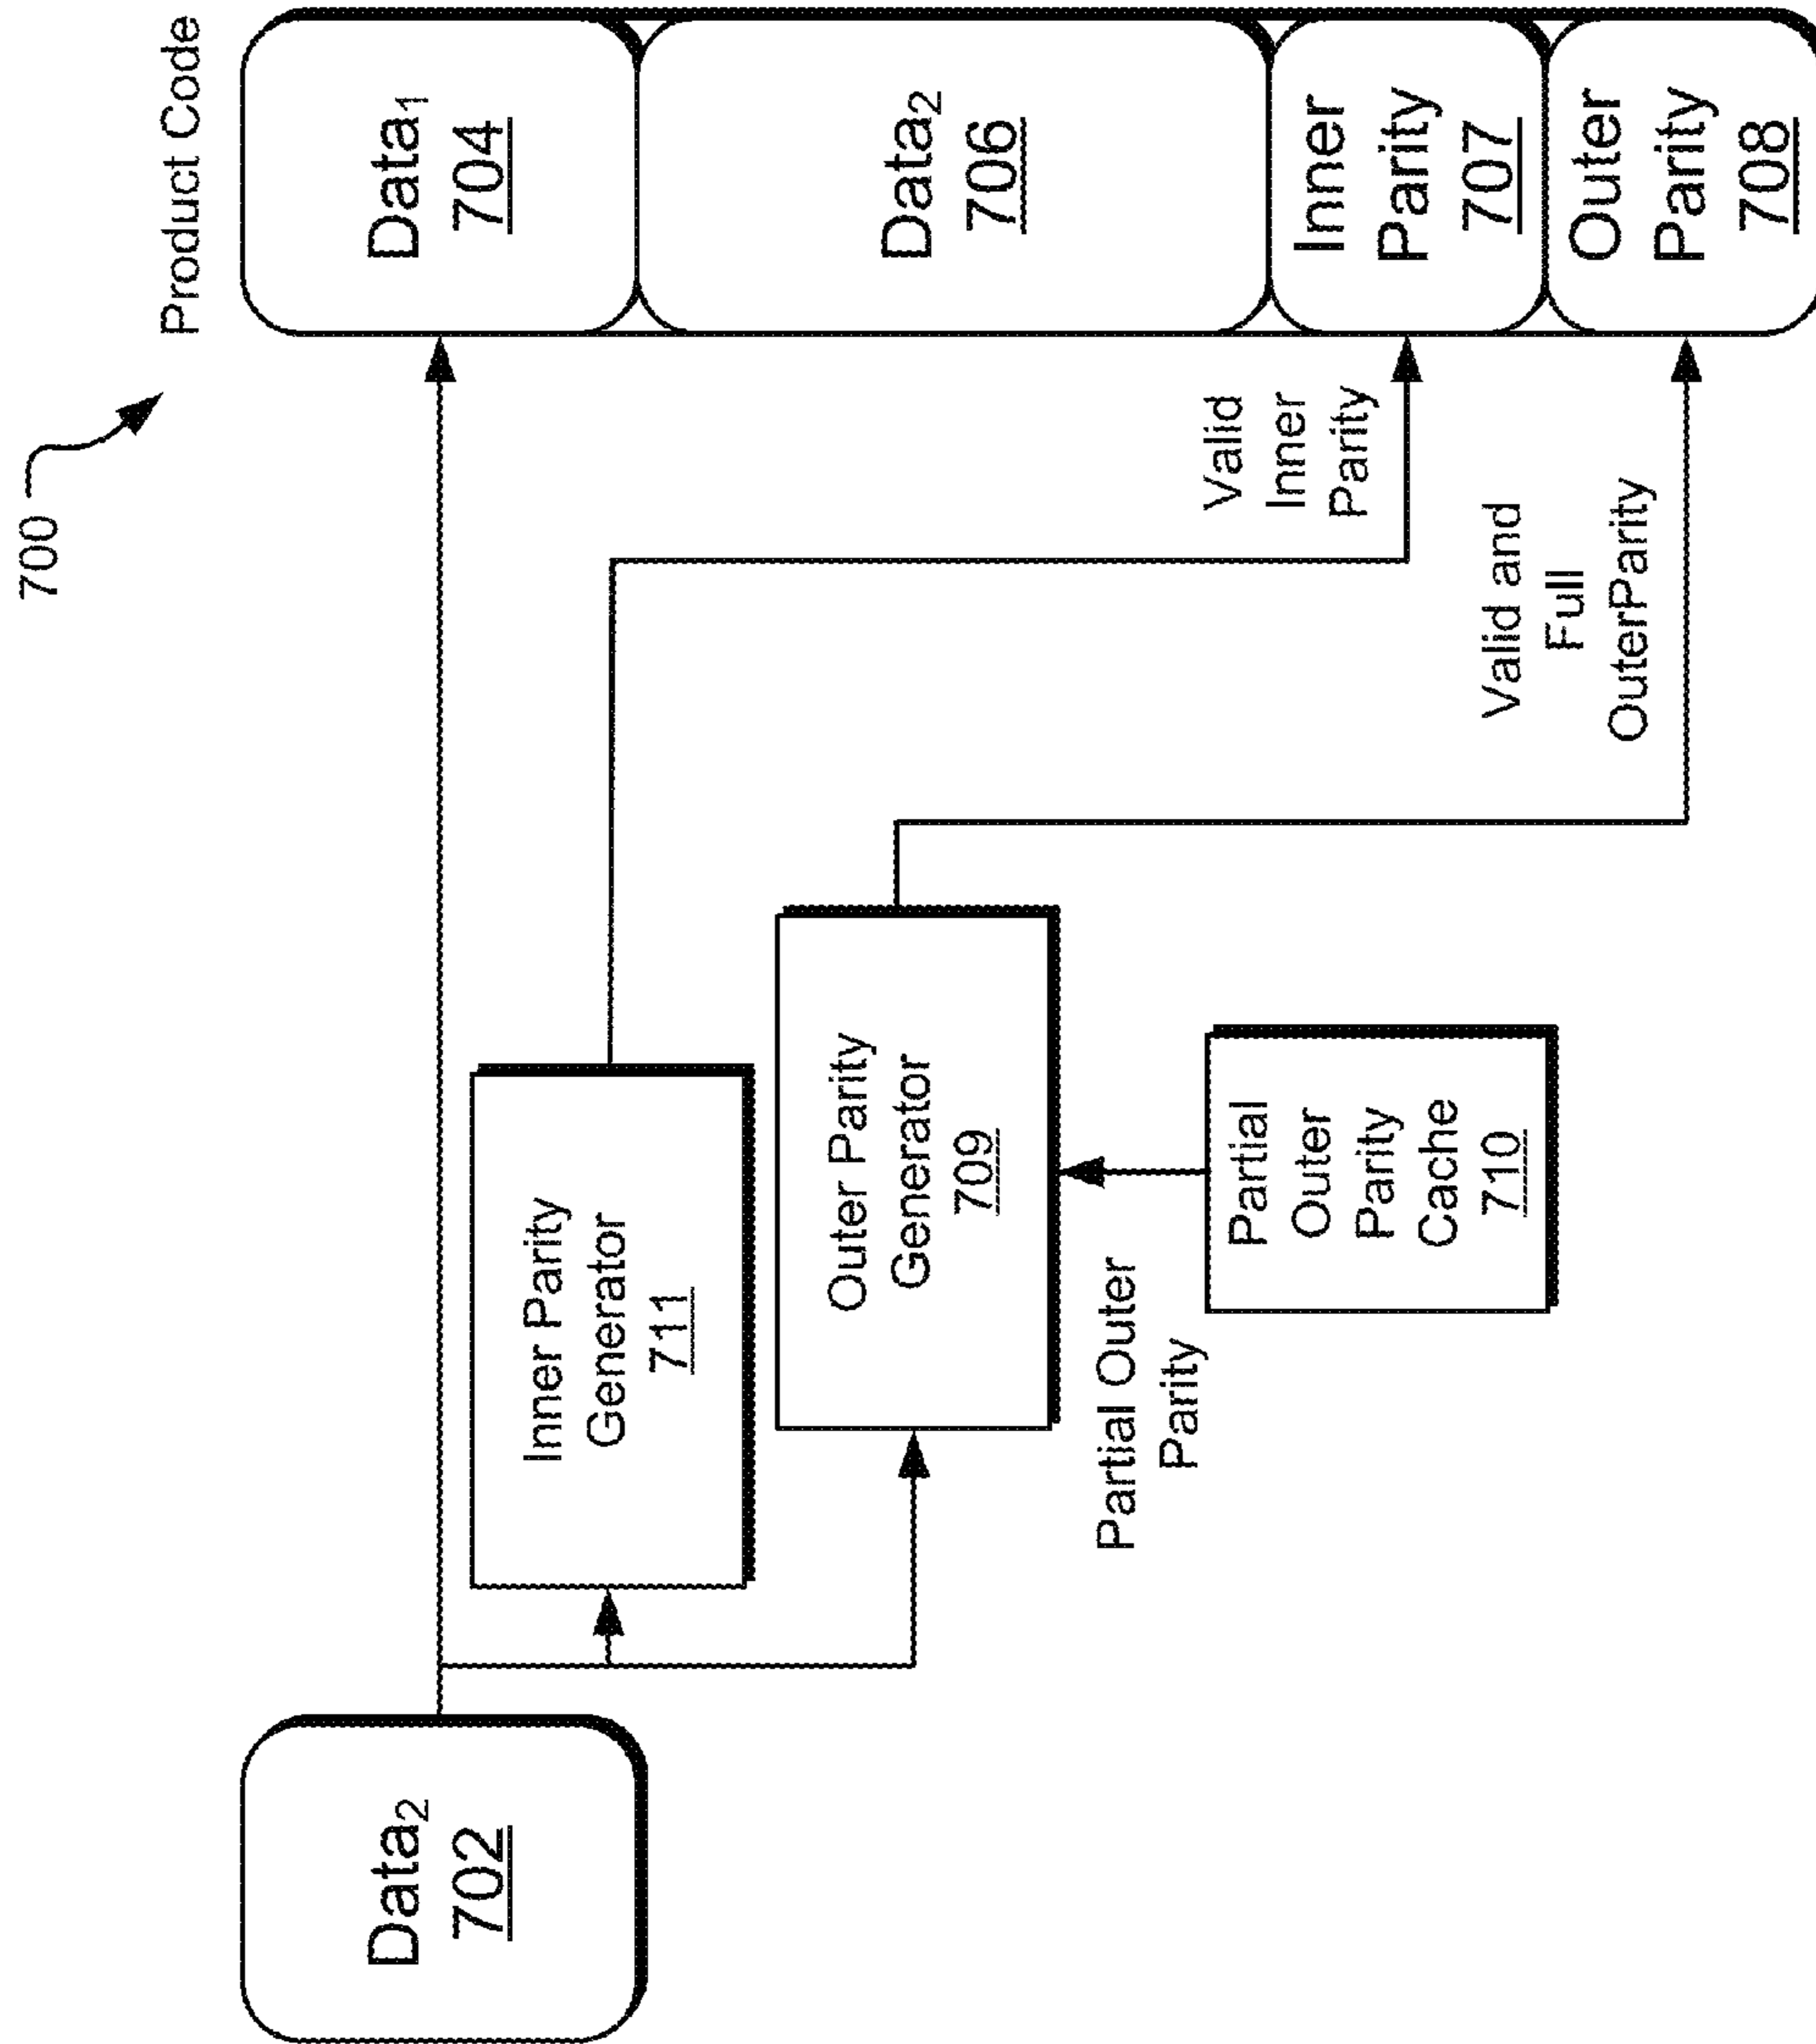 700
Product Code
Data₂
702
Data₁
704
Data₂
706
Inner
Parity
707
Outer
Parity
708
Inner Parity
Generator
711
Outer Parity
Generator
709
Partial Outer
Parity
Partial
Outer
Parity
Cache
710
Valid
Inner
Parity
Valid and
Full
OuterParity